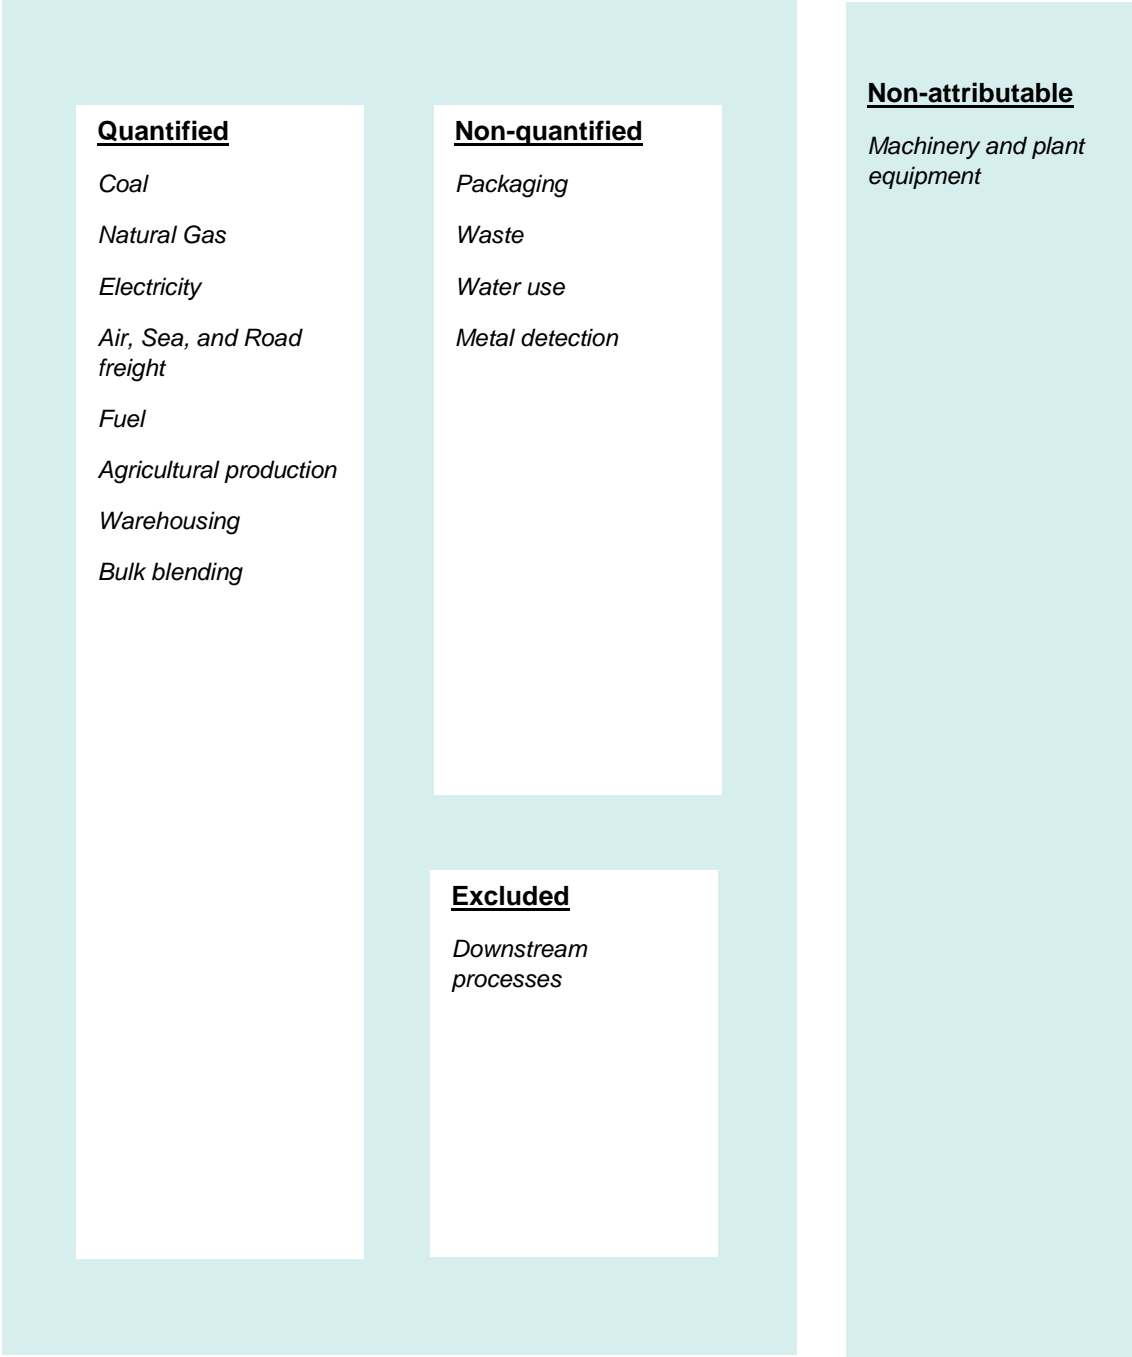 Quantified
Coal
Natural Gas
Electricity
Air, Sea, and Road
freight
Fuel
Agricultural production
Warehousing
Bulk blending
Non-quantified
Packaging
Waste
Water use
Metal detection
Excluded
Downstream
processes
Non-attributable
Machinery and plant
equipment